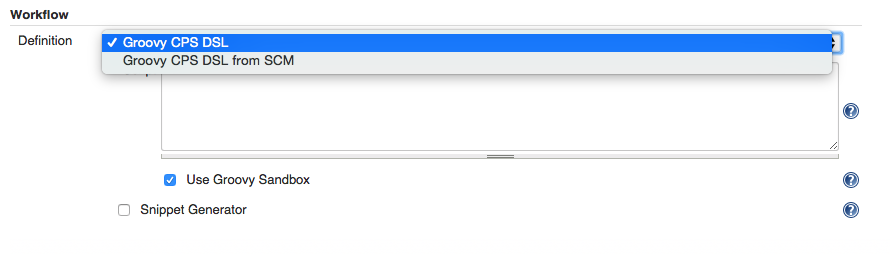 Workflow
Definition
Groovy CPS DSL
Groovy CPS DSL from SCM
Use Groovy Sandbox
Snippet Generator